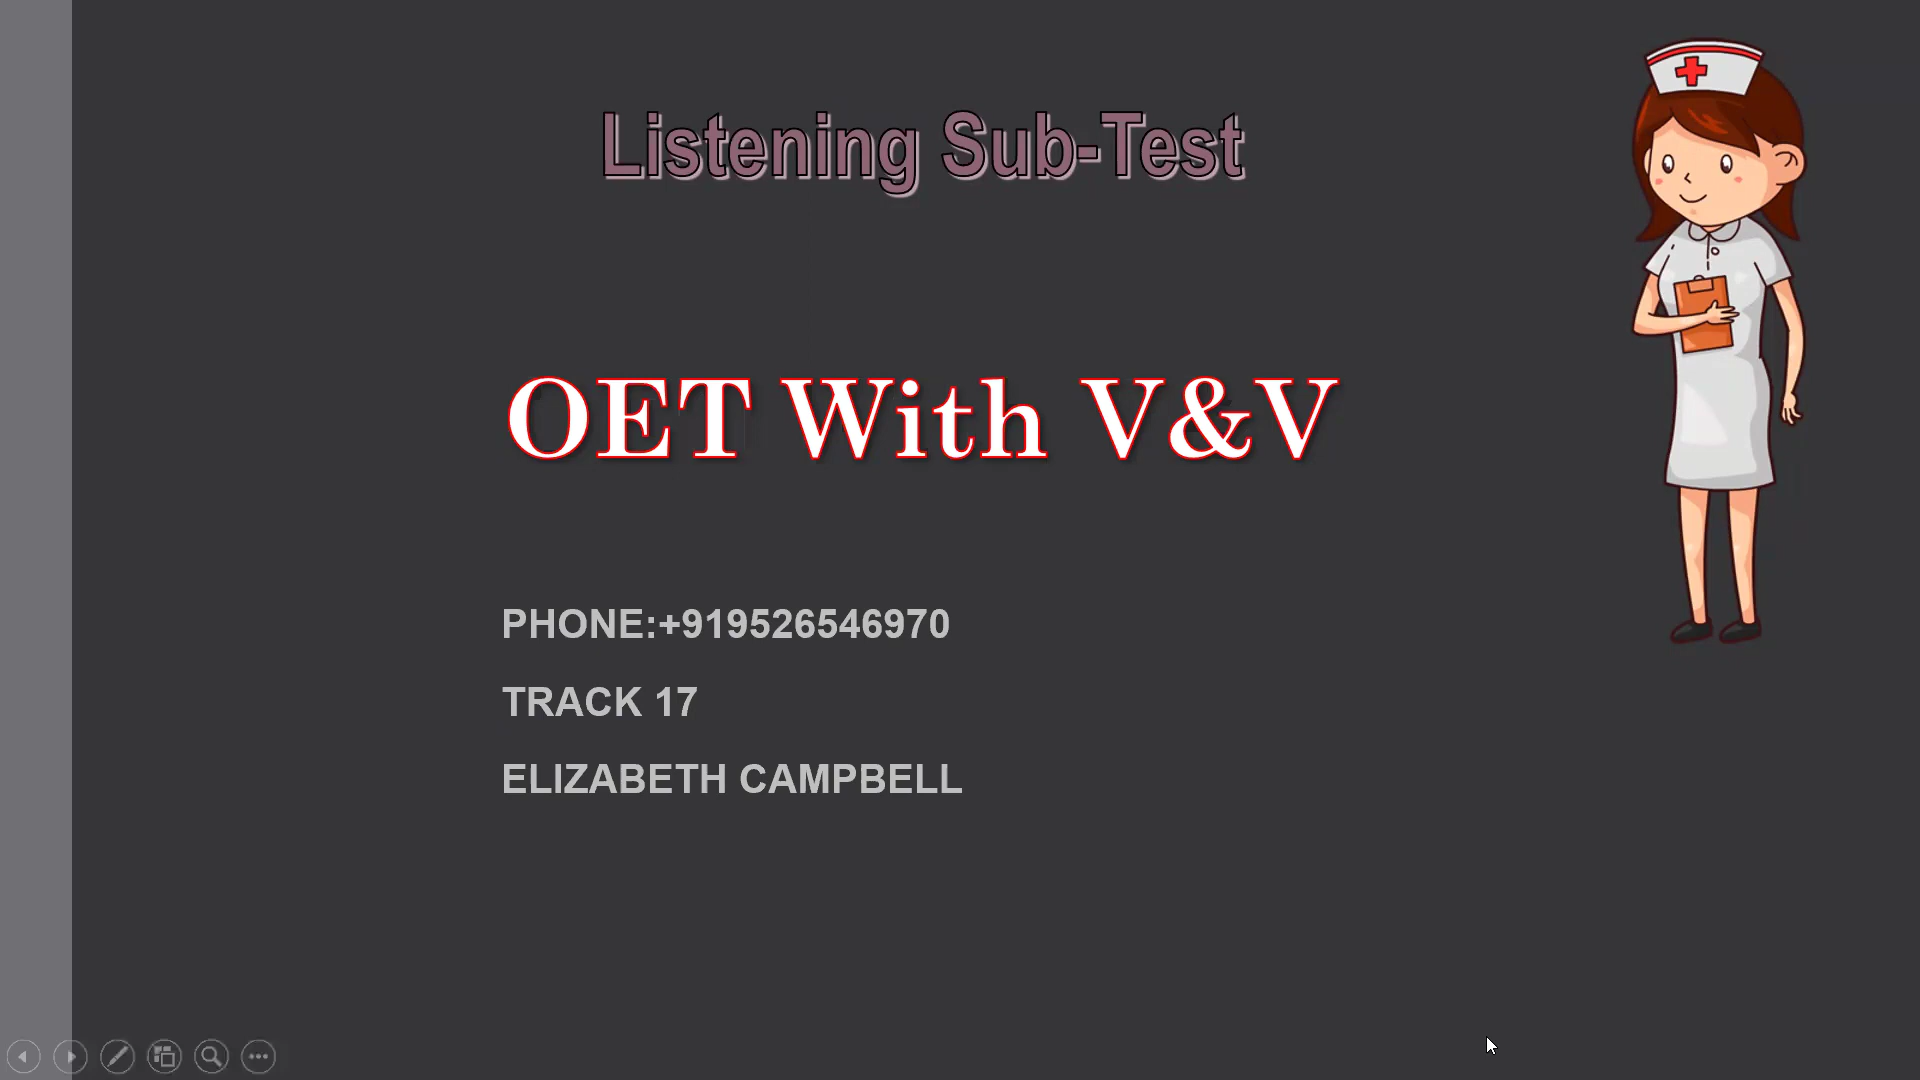 Listening Sub-Test
OET With V&V
PHONE:+919526546970
TRACK 17
ELIZABETH CAMPBELL